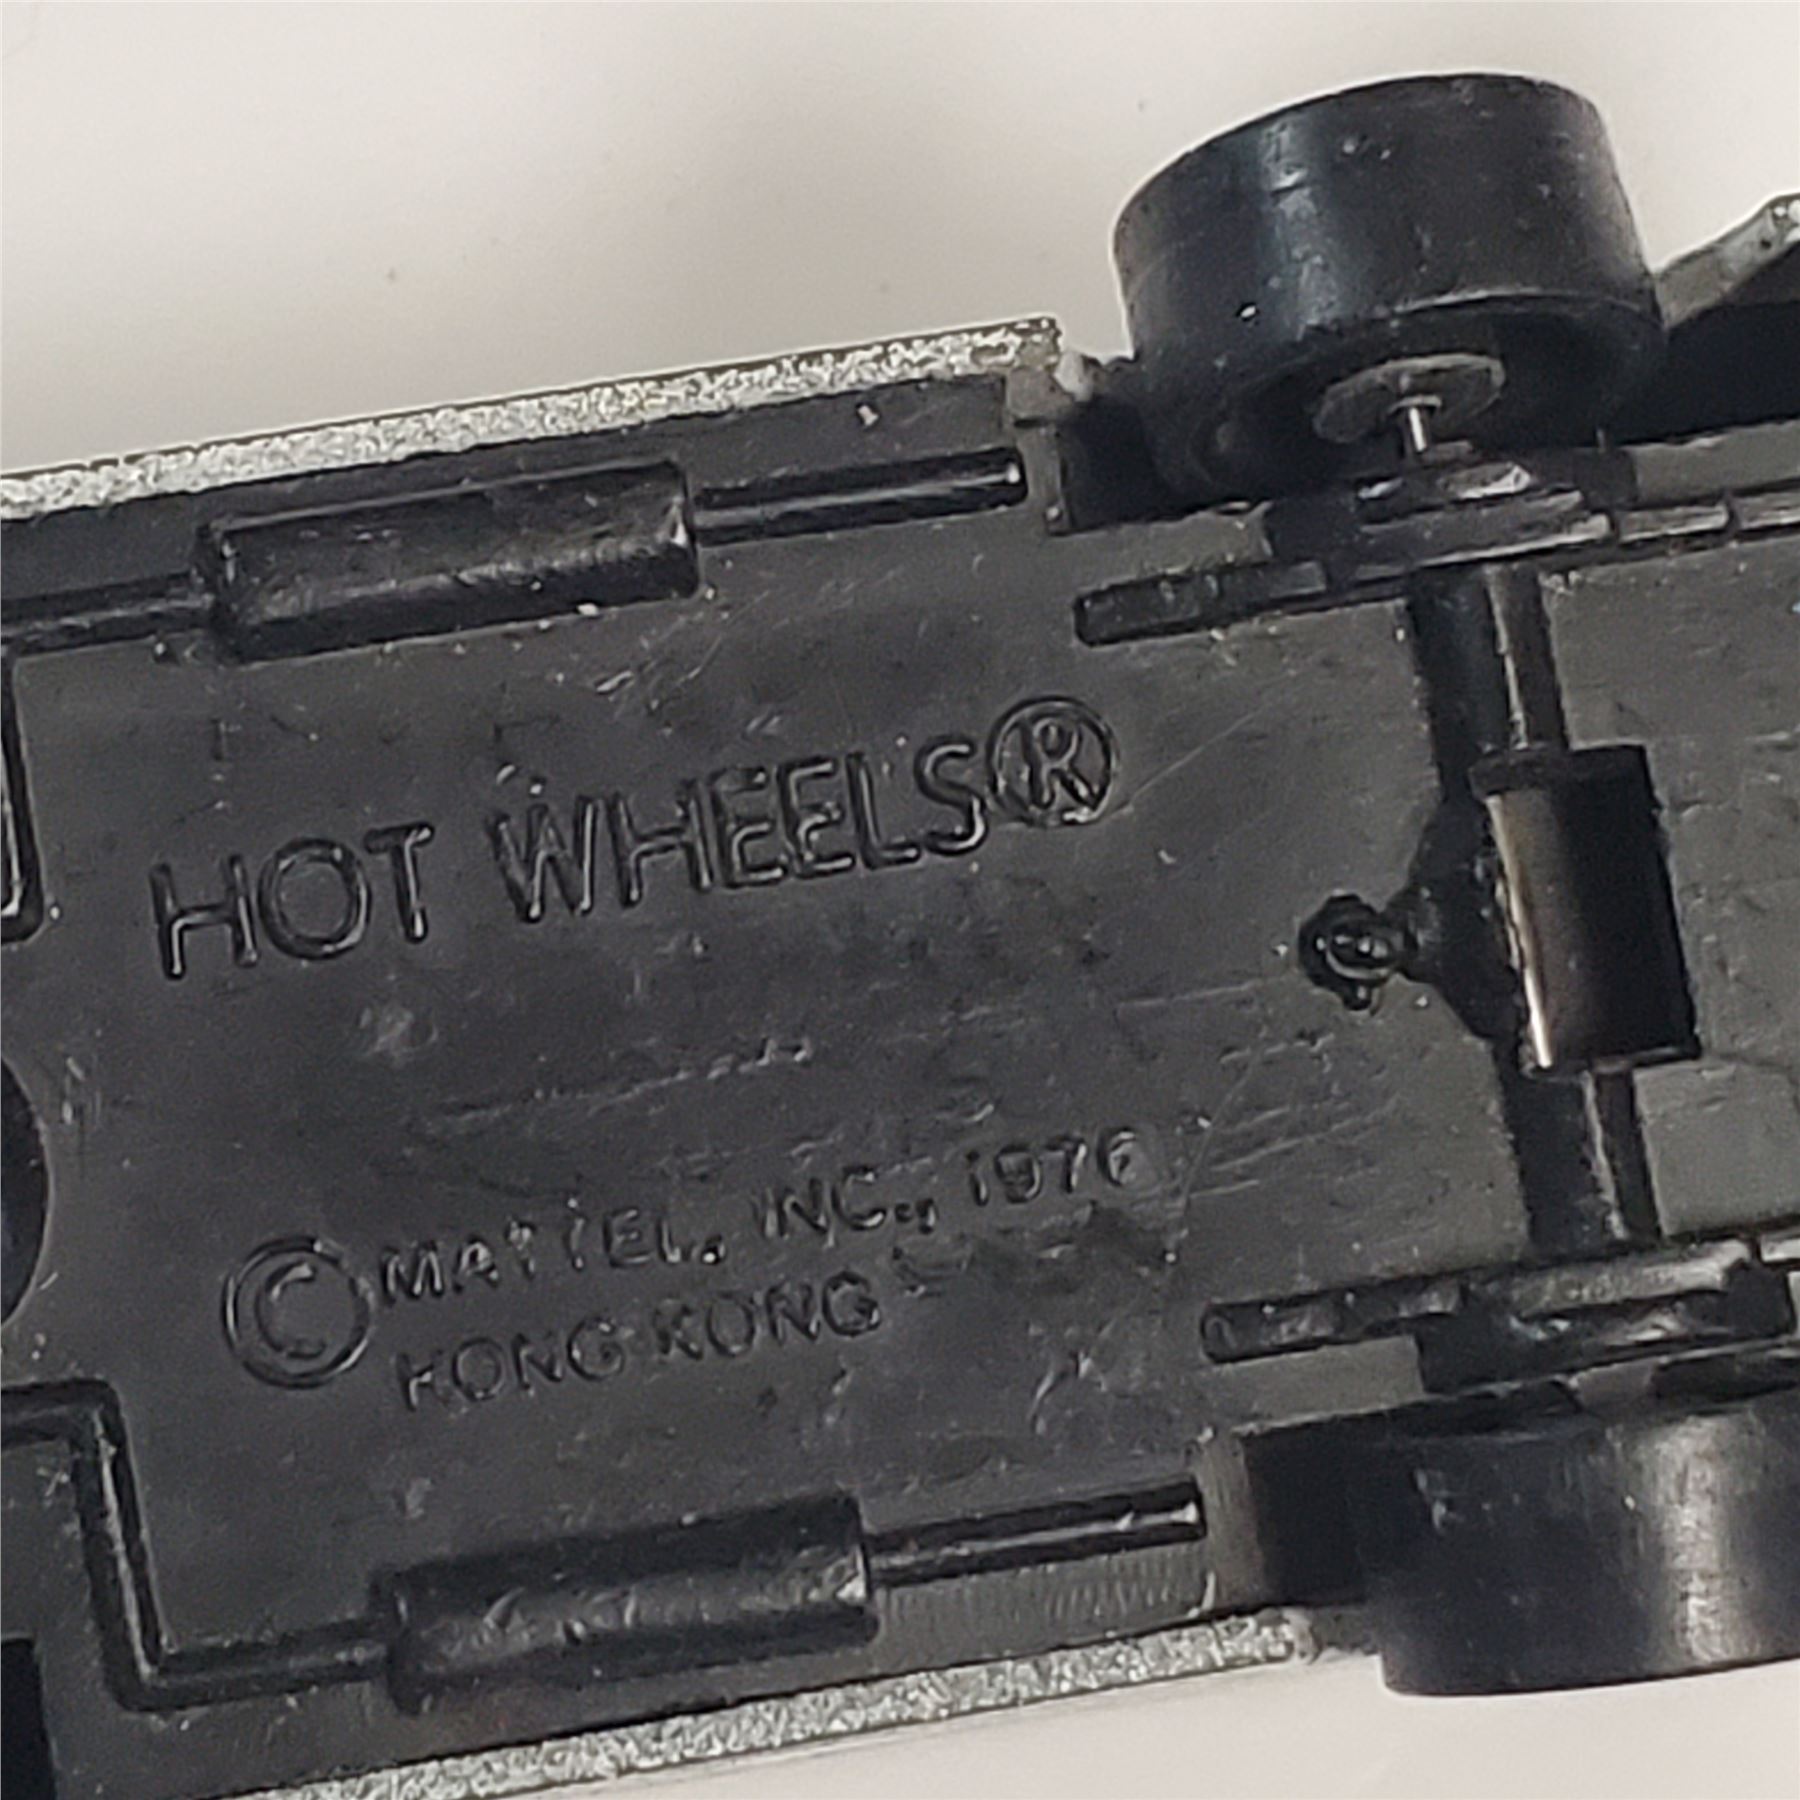 HOT WHEELS®
© MATTEL, INC., 1976
HONG KONG